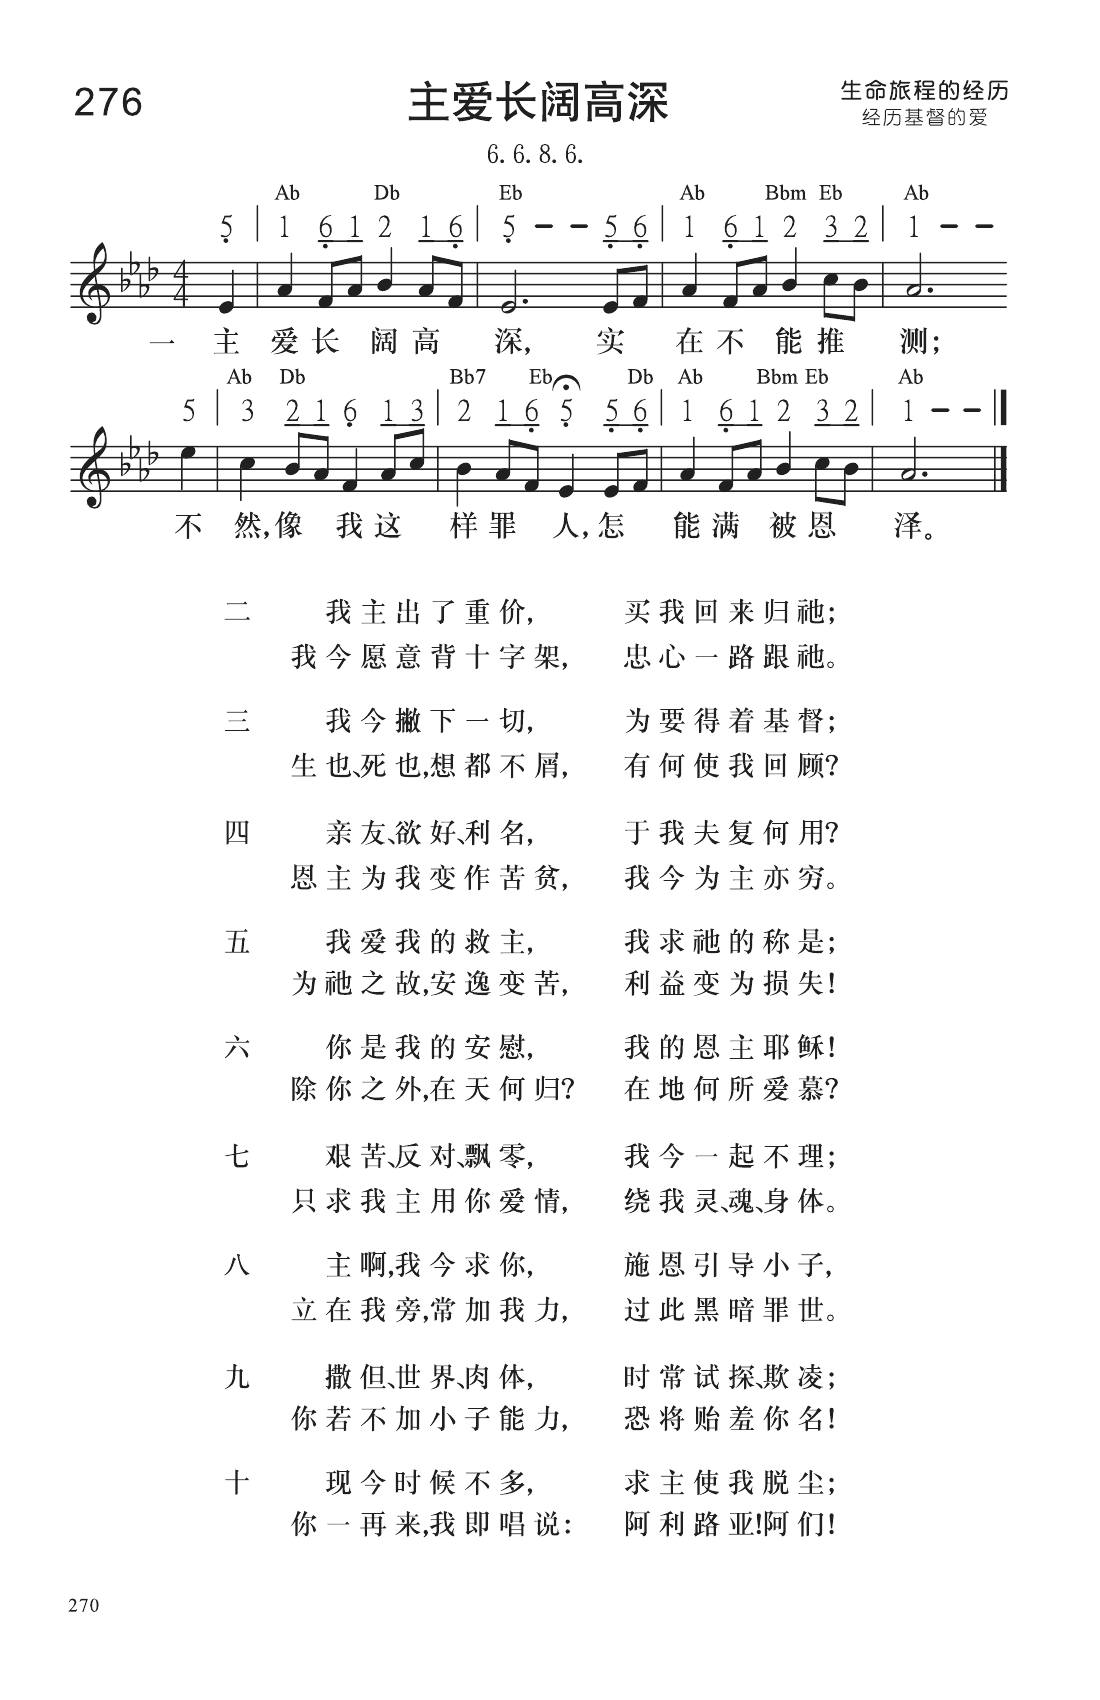 276
主爱长阔高深
生命旅程的经历
经历基督的爱
6. 6. 8. 6.
Ab Db Eb Ab Bbm Eb Ab
5 | 1 6 1 2 1 6 | 5 – – 5 6 | 1 6 1 2 3 2 | 1 – –
4
4
一 主 爱 长 阔 高 深, 实 在 不 能 推 测;
Ab Db Bb7 Eb Db Ab Bbm Eb Ab
5 | 3 2 1 6 1 3 | 2 1 6 5 5 6 | 1 6 1 2 3 2 | 1 – –
不 然,像 我 这 样 罪 人,怎 能 满 被 恩 泽。
二 我主出了重价, 买我回来归祂;
我今愿意背十字架, 忠心一路跟祂。
三 我今撇下一切, 为要得着基督;
生也、死也,想都不屑, 有何使我回顾?
四 亲友、欲好、利名, 于我夫复何用?
恩主为我变作苦贫, 我今为主亦穷。
五 我爱我的救主, 我求祂的称是;
为祂之故,安逸变苦, 利益变为损失!
六 你是我的安慰, 我的恩主耶稣!
除你之外,在天何归? 在地何所爱慕?
七 艰苦、反对、飘零, 我今一起不理;
只求我主用你爱情, 绕我灵、魂、身体。
八 主啊,我今求你, 施恩引导小子,
立在我旁,常加我力, 过此黑暗罪世。
九 撒但、世界、肉体, 时常试探、欺凌;
你若不加小子能力, 恐将贻羞你名!
十 现今时候不多, 求主使我脱尘;
你一再来,我即唱说: 阿利路亚!阿们!
270